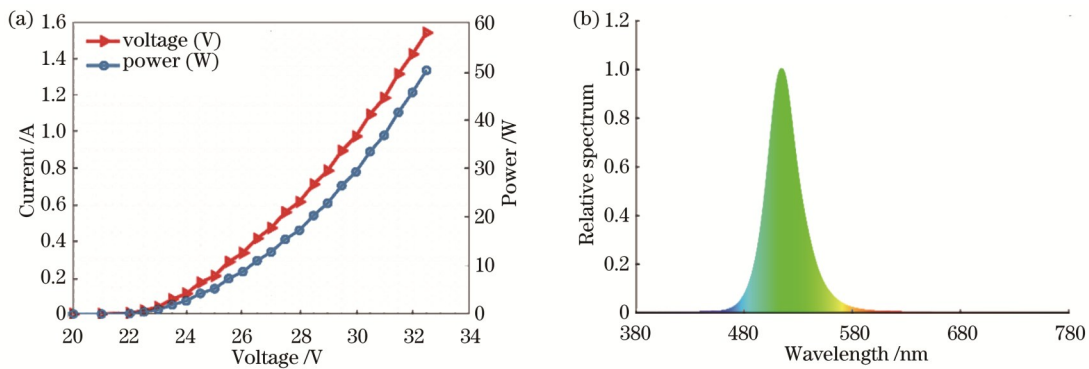 (a)
1.6
1.4
1.2
1.0
0.8
0.6
0.4
0.2
0
Current /A
voltage (V)
power (W)
60
50
40
30
20
10
0
Power /W
20 22 24 26 28 30 32 34
Voltage /V
(b)
1.2
1.0
0.8
0.6
0.4
0.2
0
Relative spectrum
380 480 580 680 780
Wavelength /nm